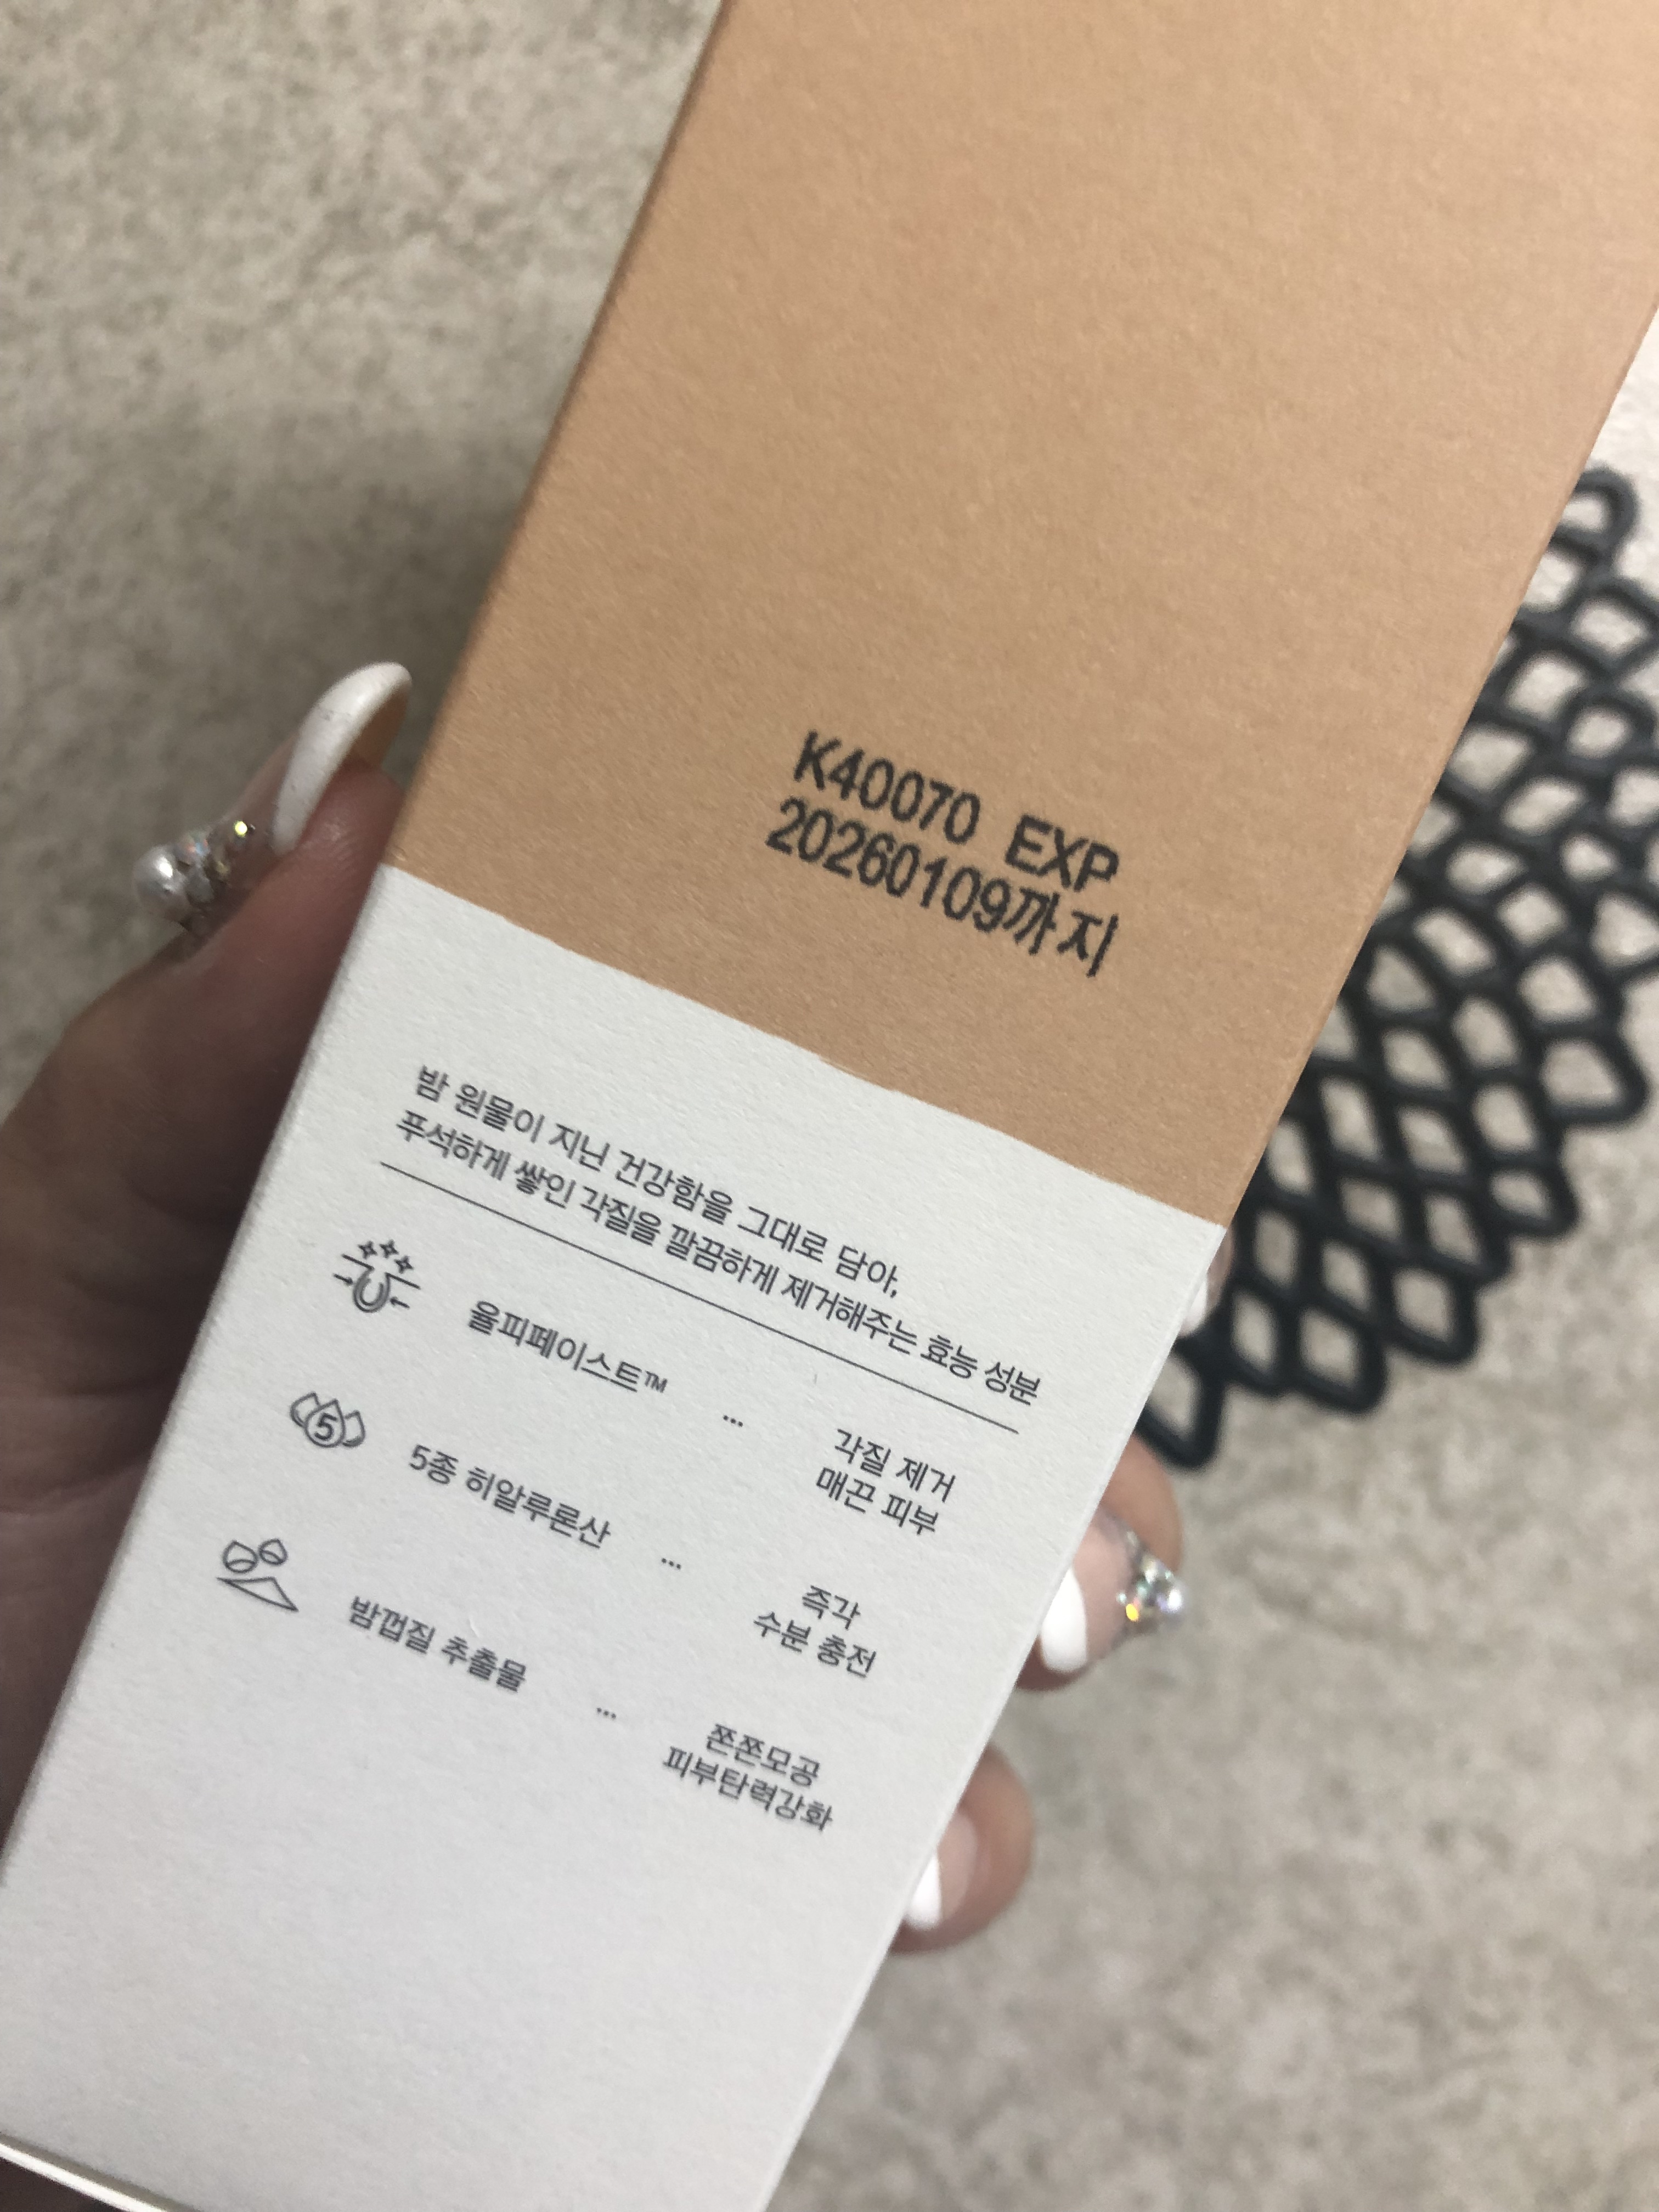 K40070 EXP
20260109까지
밤 원물이 지닌 건강함을 그대로 담아,
푸석하게 쌓인 각질을 깔끔하게 제거해주는 효능 성분
율피페이스트™ ... 각질 제거
매끈 피부
5
5종 히알루론산 ... 즉각
수분 충전
밤껍질 추출물 ... 쫀쫀모공
피부탄력강화